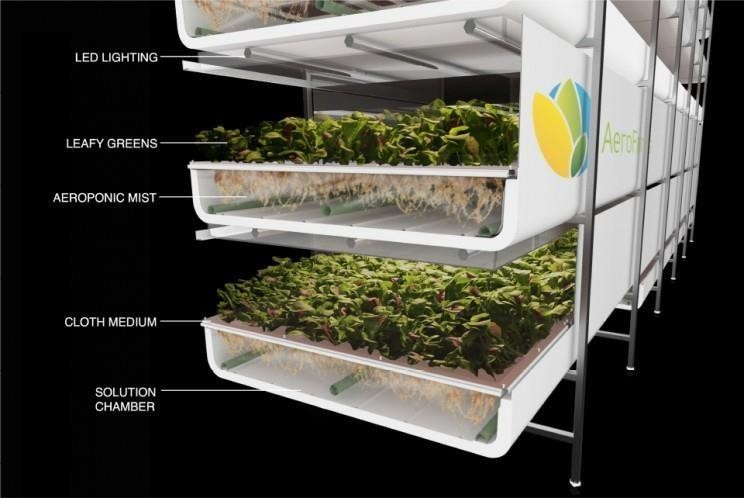 LED LIGHTING
LEAFY GREENS
AEROPONIC MIST
CLOTH MEDIUM
SOLUTION
CHAMBER